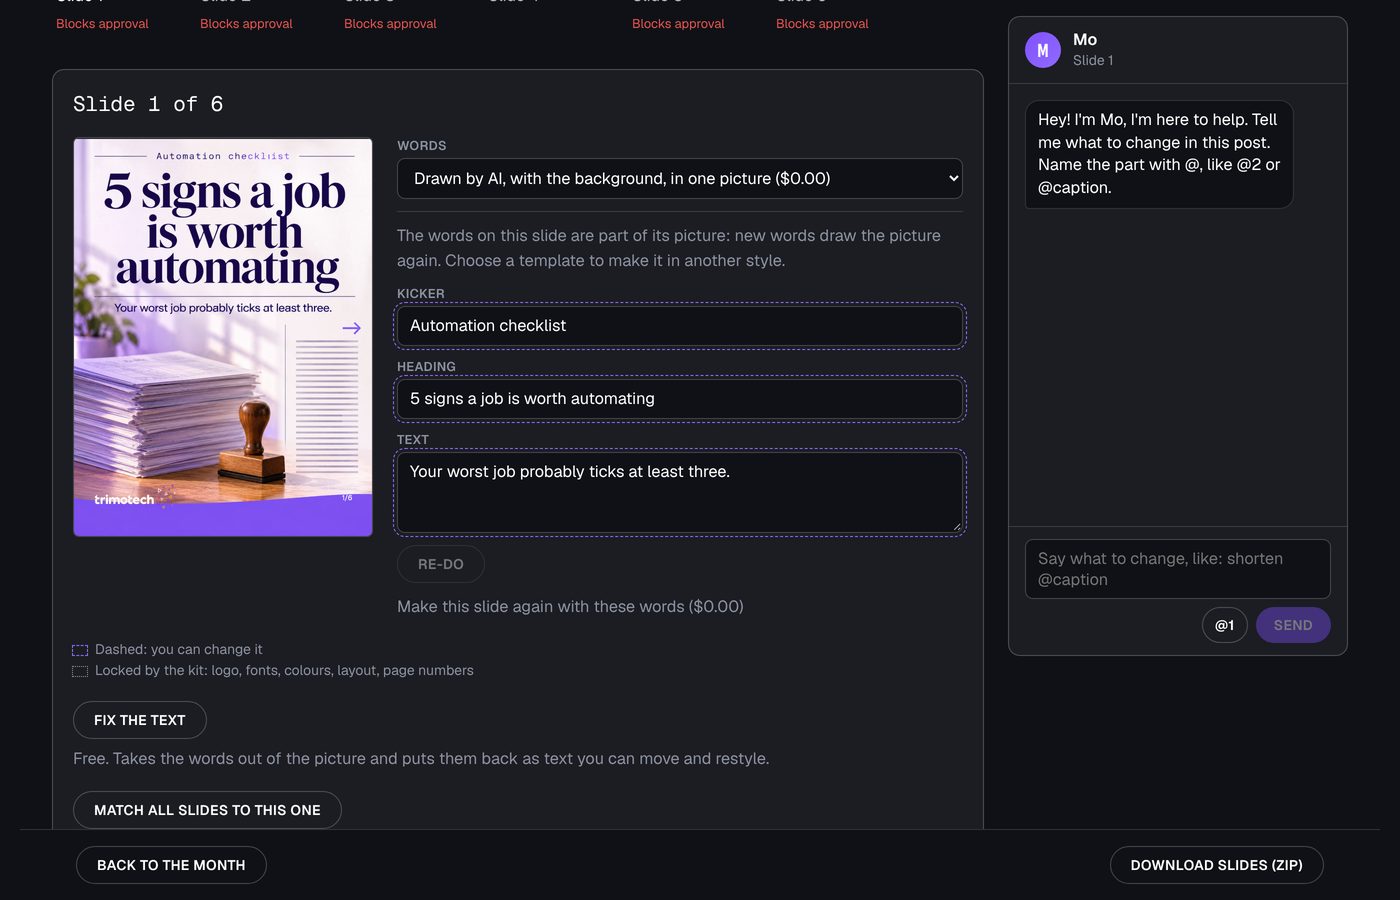 Blocks approval
Blocks approval
Blocks approval
Blocks approval
Blocks approval
Slide 1 of 6
Automation checklist
5 signs a job
is worth
automating
Your worst job probably ticks at least three.
trimotech
1/6
WORDS
Drawn by AI, with the background, in one picture ($0.00)
The words on this slide are part of its picture: new words draw the picture
again. Choose a template to make it in another style.
KICKER
Automation checklist
HEADING
5 signs a job is worth automating
TEXT
Your worst job probably ticks at least three.
RE-DO
Make this slide again with these words ($0.00)
Dashed: you can change it
Locked by the kit: logo, fonts, colours, layout, page numbers
FIX THE TEXT
Free. Takes the words out of the picture and puts them back as text you can move and restyle.
MATCH ALL SLIDES TO THIS ONE
M
Mo
Slide 1
Hey! I'm Mo, I'm here to help. Tell
me what to change in this post.
Name the part with @, like @2 or
@caption.
Say what to change, like: shorten
@caption
@1
SEND
BACK TO THE MONTH
DOWNLOAD SLIDES (ZIP)